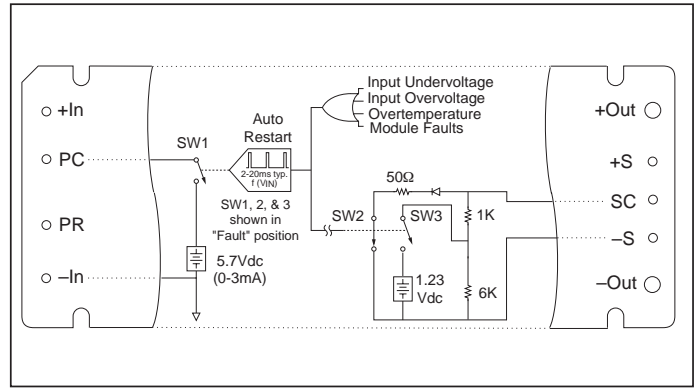 +In
PC
PR
–In
SW1
Auto
Restart
2-20ms typ.
f (VIN)
SW1, 2, & 3
shown in
"Fault" position
5.7Vdc
(0-3mA)
Input Undervoltage
Input Overvoltage
Overtemperature
Module Faults
50Ω
SW2
SW3
1K
1.23
Vdc
6K
+Out
+S
SC
–S
–Out